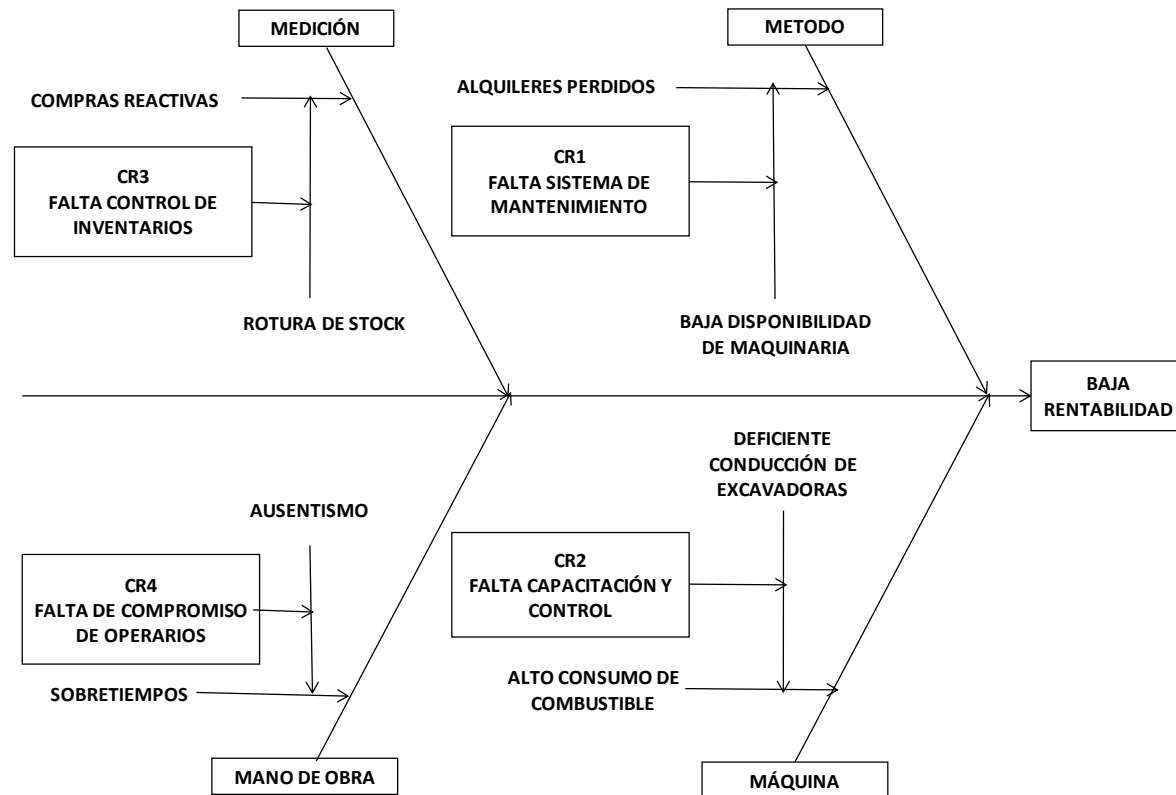 MEDICIÓN
METODO
COMPRAS REACTIVAS
ALQUILERES PERDIDOS
CR3
FALTA CONTROL DE
INVENTARIOS
CR1
FALTA SISTEMA DE
MANTENIMIENTO
ROTURA DE STOCK
BAJA DISPONIBILIDAD
DE MAQUINARIA
BAJA
RENTABILIDAD
DEFICIENTE
CONDUCCIÓN DE
EXCAVADORAS
AUSENTISMO
CR4
FALTA DE COMPROMISO
DE OPERARIOS
CR2
FALTA CAPACITACIÓN Y
CONTROL
SOBRETIEMPOS
ALTO CONSUMO DE
COMBUSTIBLE
MANO DE OBRA
MÁQUINA